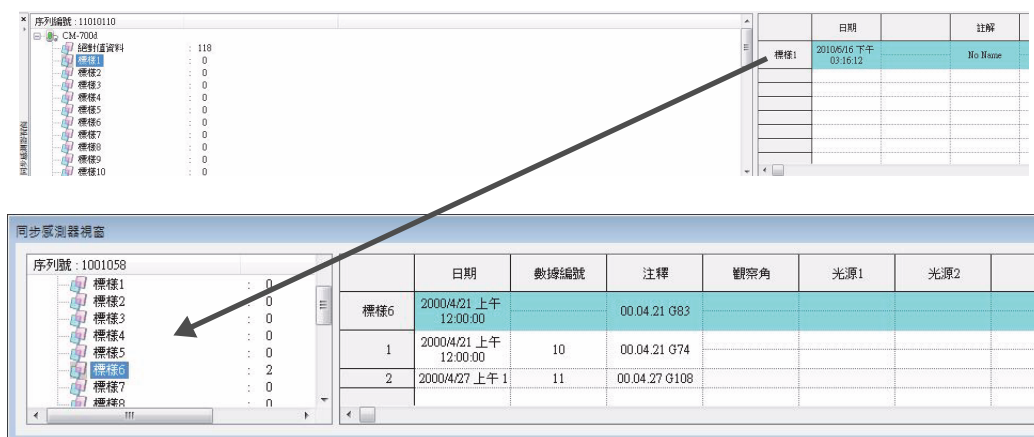 序列編號 : 11010110
CM-700d
絕對值資料 : 118
標樣1 : 0
標樣2 : 0
標樣3 : 0
標樣4 : 0
標樣5 : 0
標樣6 : 0
標樣7 : 0
標樣8 : 0
標樣9 : 0
標樣10 : 0
同步感測器視窗
日期 註解
標樣1 2010/6/16 下午 03:16:12 No Name
同步感測器視窗
序列號 : 1001058
標樣1 : 0
標樣2 : 0
標樣3 : 0
標樣4 : 0
標樣5 : 0
標樣6 : 2
標樣7 : 0
標樣8 : 0
日期 數據編號 注釋 観察角 光源1 光源2
標樣6 2000/4/21 上午 12:00:00 00.04.21 G83
1 2000/4/21 上午 12:00:00 10 00.04.21 G74
2 2000/4/27 上午 1 11 00.04.27 G108